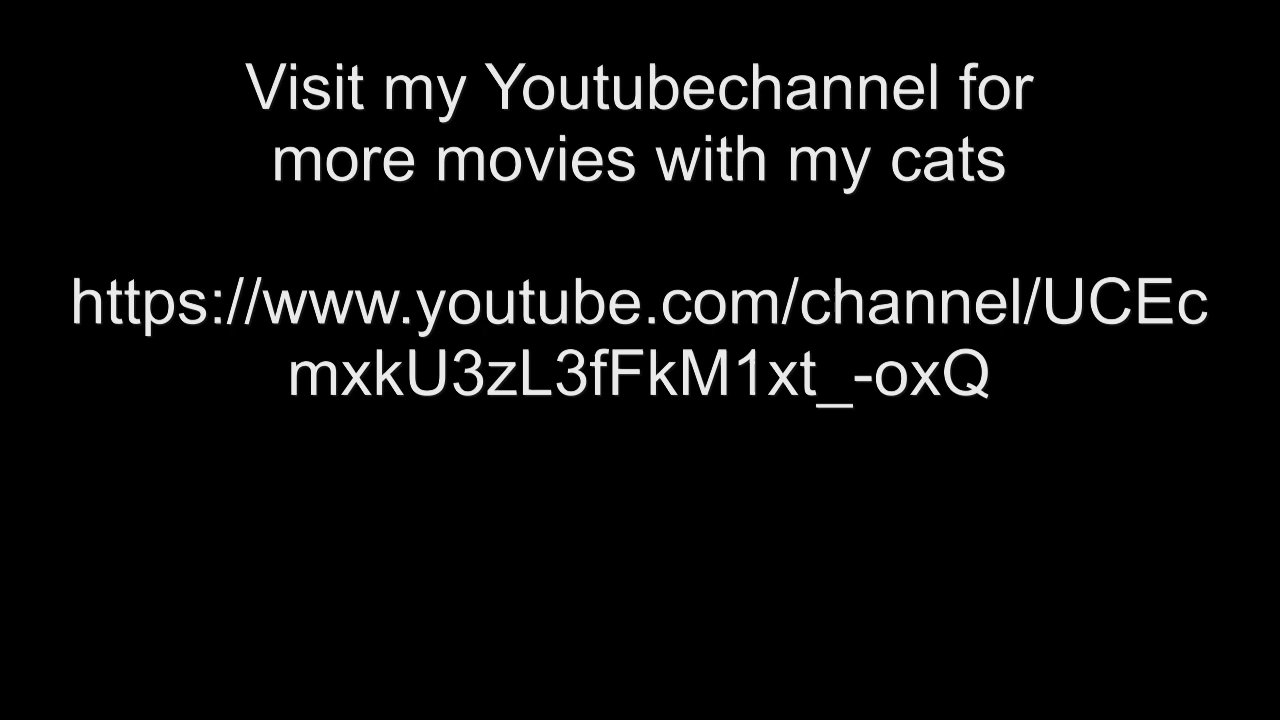 Visit my Youtubechannel for
more movies with my cats
https://www.youtube.com/channel/UCEc
mxkU3zL3fFkM1xt_-oxQ